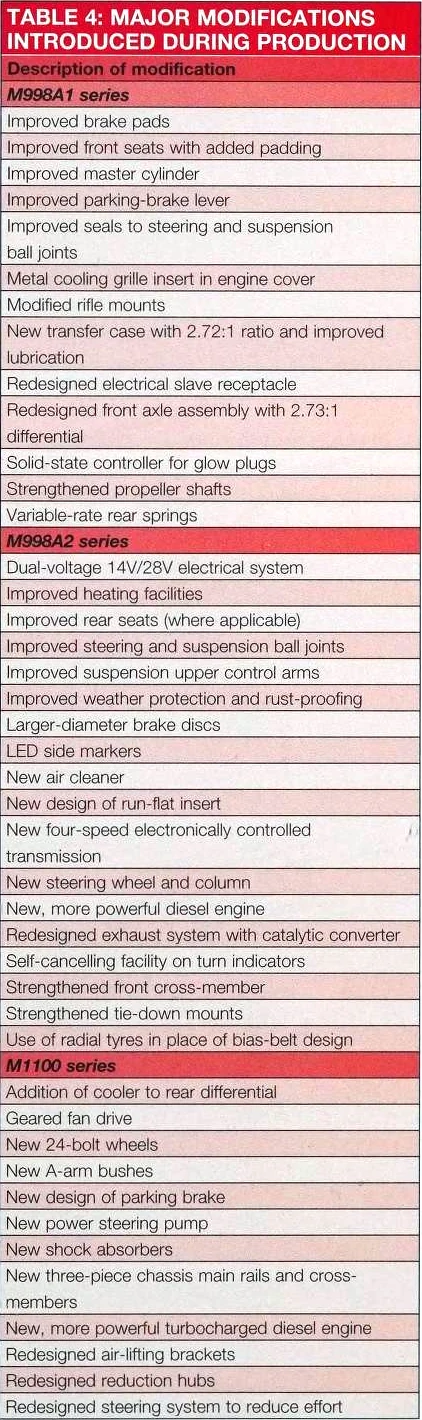 TABLE 4: MAJOR MODIFICATIONS
INTRODUCED DURING PRODUCTION
Description of modification
M998A1 series
Improved brake pads
Improved front seats with added padding
Improved master cylinder
Improved parking-brake lever
Improved seals to steering and suspension
ball joints
Metal cooling grille insert in engine cover
Modified rifle mounts
New transfer case with 2.72:1 ratio and improved
lubrication
Redesigned electrical slave receptacle
Redesigned front axle assembly with 2.73:1
differential
Solid-state controller for glow plugs
Strengthened propeller shafts
Variable-rate rear springs
M998A2 series
Dual-voltage 14V/28V electrical system
Improved heating facilities
Improved rear seats (where applicable)
Improved steering and suspension ball joints
Improved suspension upper control arms
Improved weather protection and rust-proofing
Larger-diameter brake discs
LED side markers
New air cleaner
New design of run-flat insert
New four-speed electronically controlled
transmission
New steering wheel and column
New, more powerful diesel engine
Redesigned exhaust system with catalytic converter
Self-cancelling facility on turn indicators
Strengthened front cross-member
Strengthened tie-down mounts
Use of radial tyres in place of bias-belt design
M1100 series
Addition of cooler to rear differential
Geared fan drive
New 24-bolt wheels
New A-arm bushes
New design of parking brake
New power steering pump
New shock absorbers
New three-piece chassis main rails and cross-
members
New, more powerful turbocharged diesel engine
Redesigned air-lifting brackets
Redesigned reduction hubs
Redesigned steering system to reduce effort